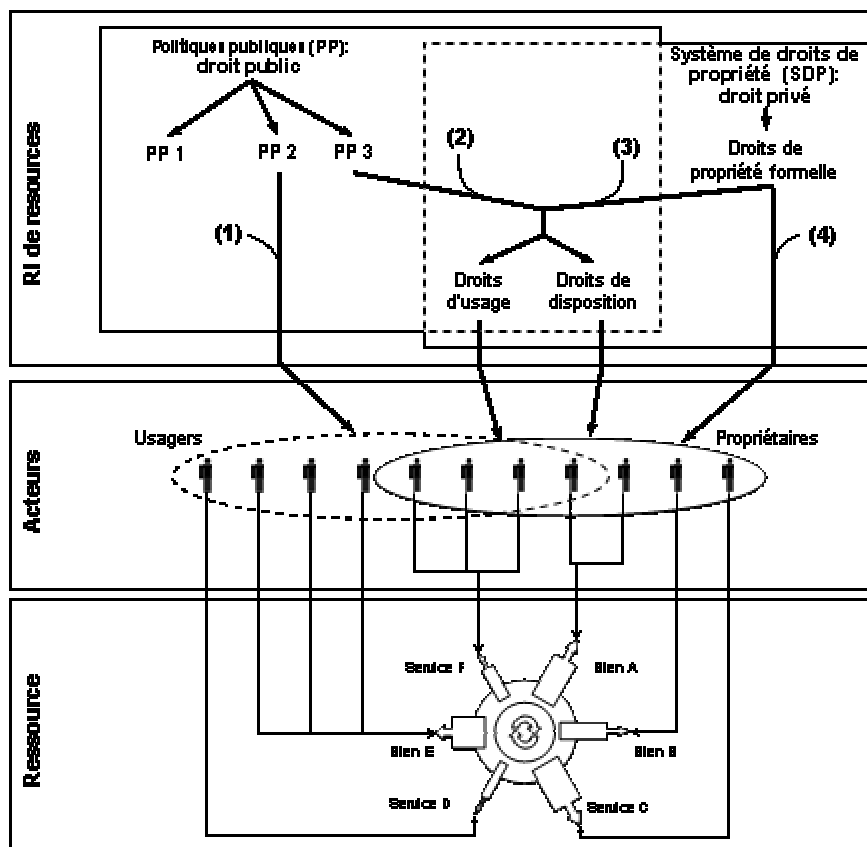 RI de resources
Politiques publiques (PP):
droit public
PP 1
PP 2
PP 3
Système de droits de
propriété (SDP):
droit privé
Droits de
propriété formelle
(1)
(2)
(3)
(4)
Droits
d'usage
Droits de
disposition
Acteurs
Usagers
Propriétaires
Ressource
Service F
Bien A
Bien E
Bien B
Service D
Service C